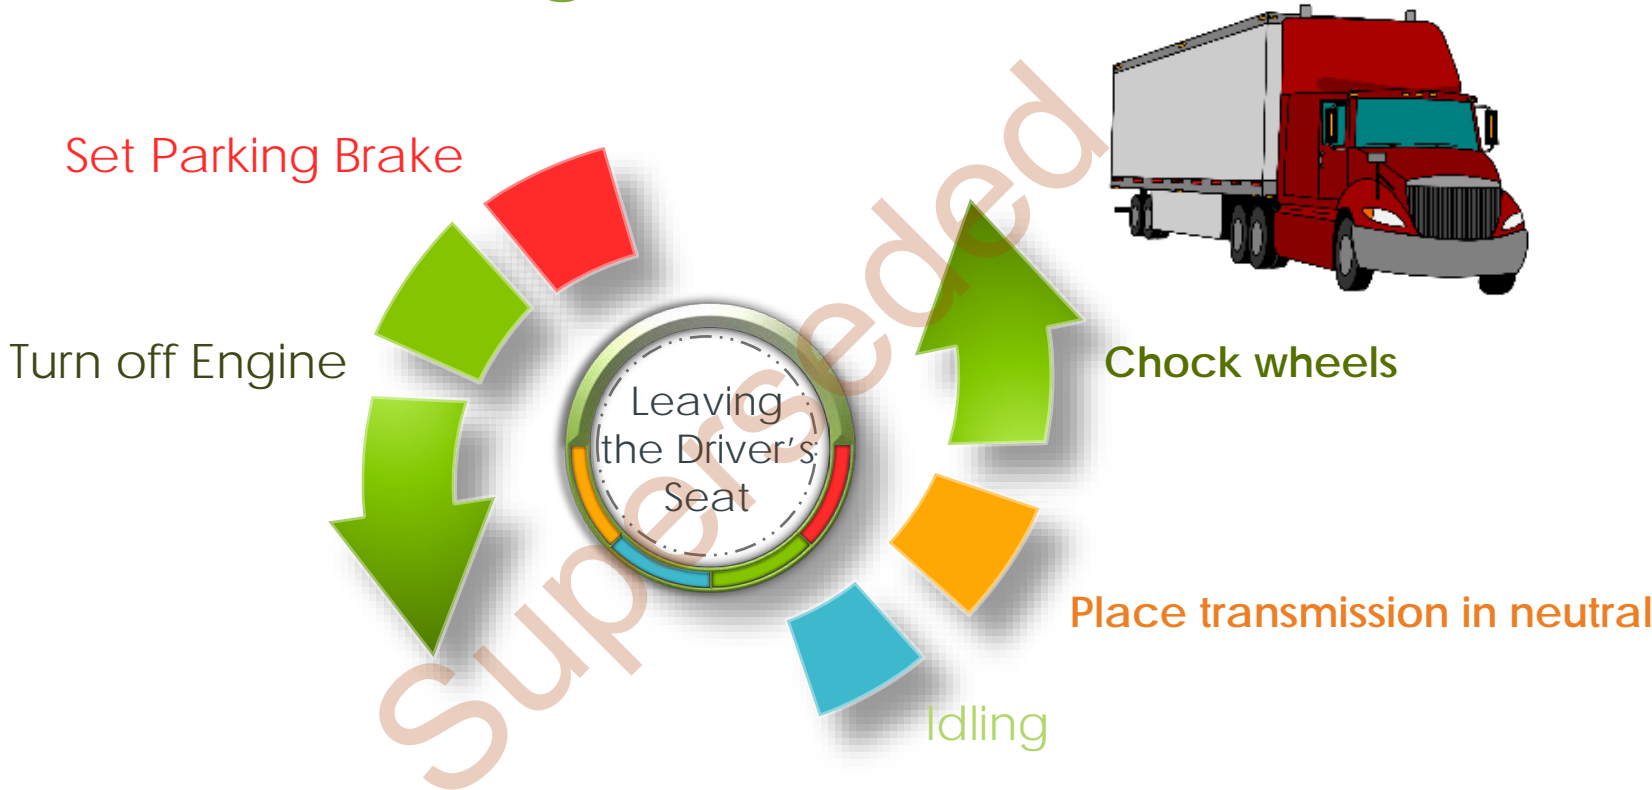 Set Parking Brake
Turn off Engine
Leaving
the Driver's
Seat
Chock wheels
Place transmission in neutral
Idling
Superseded